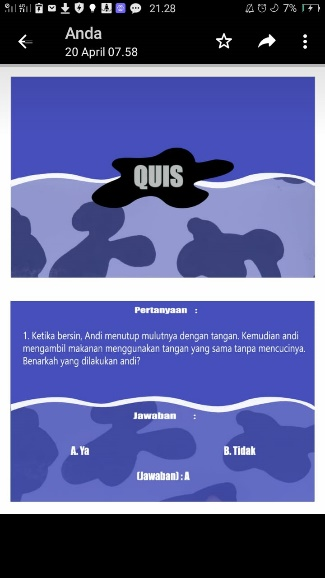 21.28
7%
Anda
20 April 07.58
QUIS
Pertanyaan :
1. Ketika bersin, Andi menutup mulutnya dengan tangan. Kemudian andi
mengambil makanan menggunakan tangan yang sama tanpa mencucinya.
Benarkah yang dilakukan andi?
Jawaban :
A. Ya
B. Tidak
(Jawaban) : A